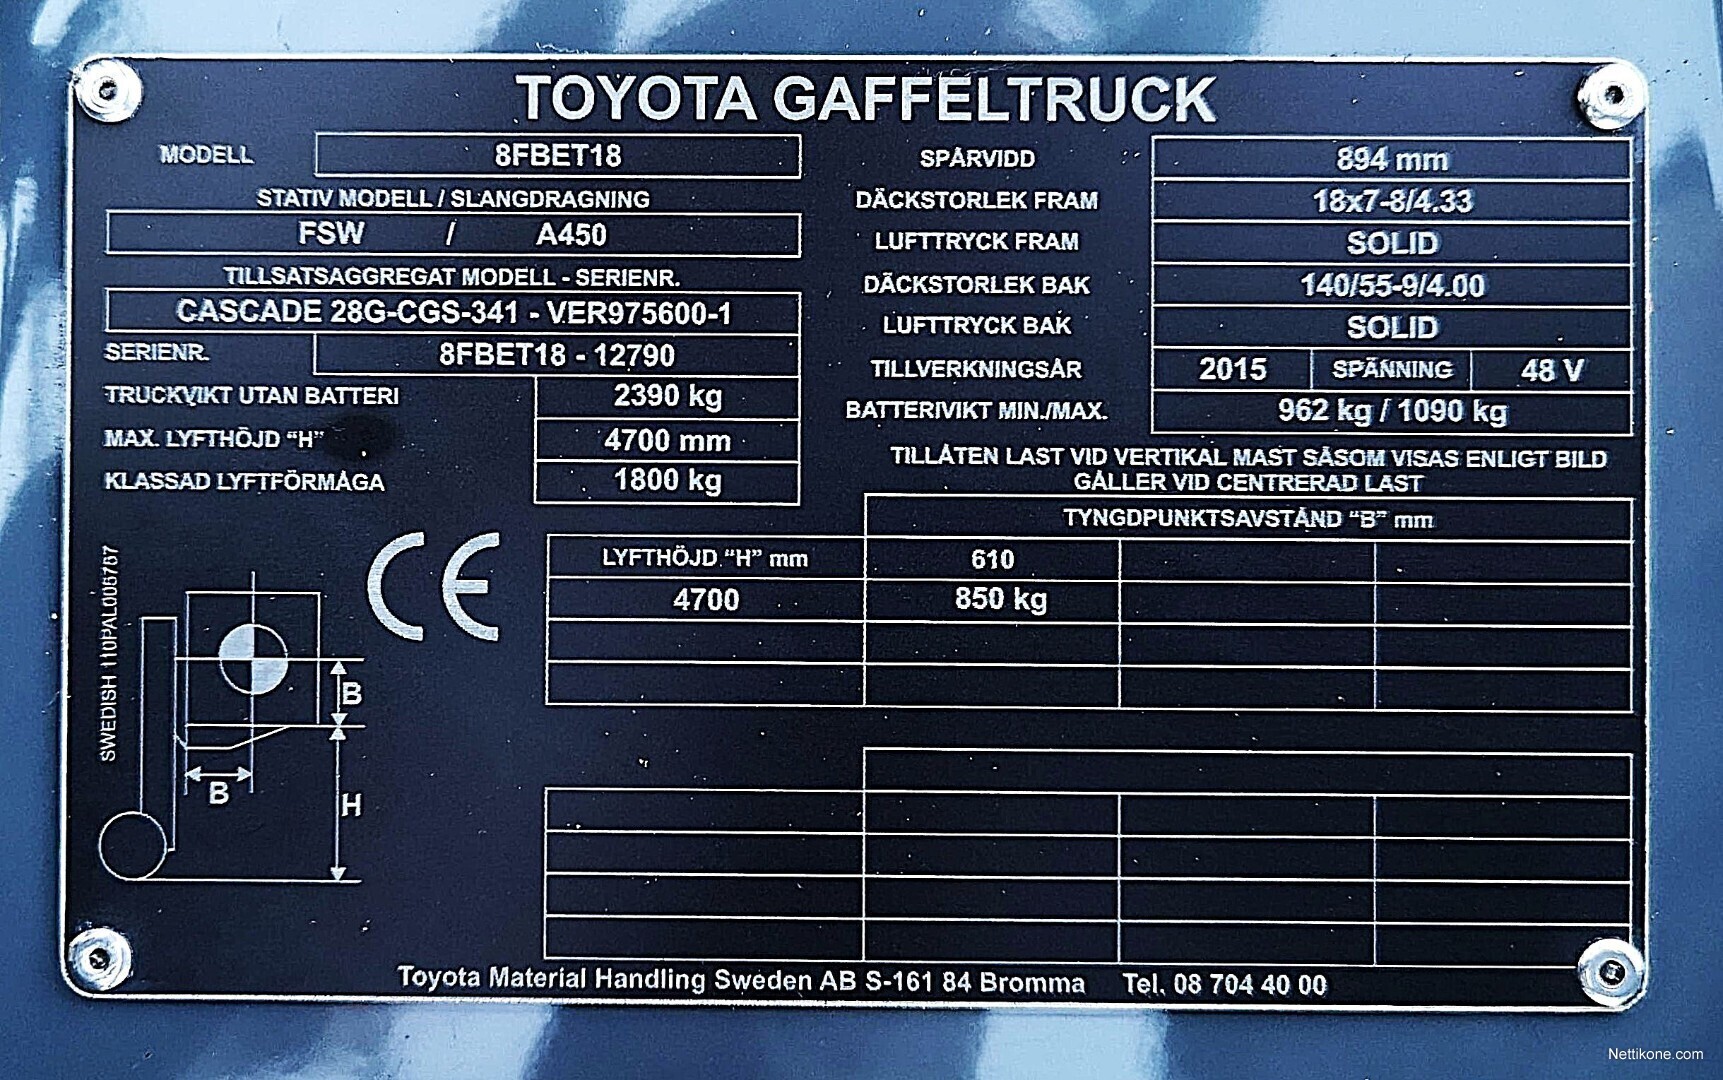 TOYOTA GAFFELTRUCK
MODELL 8FBET18
STATIV MODELL / SLANGDRAGNING
FSW / A450
TILLSATSAGGREGAT MODELL - SERIENR.
CASCADE 28G-CGS-341 - VER975600-1
SERIENR. 8FBET18 - 12790
TRUCKVIKT UTAN BATTERI 2390 kg
MAX. LYFTHÖJD “H” 4700 mm
KLASSAD LYFTFÖRMÅGA 1800 kg
SPÅRVIDD 894 mm
DÄCKSTORLEK FRAM 18x7-8/4.33
LUFTTRYCK FRAM SOLID
DÄCKSTORLEK BAK 140/55-9/4.00
LUFTTRYCK BAK SOLID
TILLVERKNINGSÅR 2015 SPÄNNING 48 V
BATTERIVIKT MIN./MAX. 962 kg / 1090 kg
TILLÅTEN LAST VID VERTIKAL MAST SÅSOM VISAS ENLIGT BILD
GÄLLER VID CENTRERAD LAST
TYNGDPUNKTSAVSTÅND “B” mm
LYFTHÖJD “H” mm 610
4700 850 kg
SWEDISH 110PAL005767
CE
B
B
H
Toyota Material Handling Sweden AB S-161 84 Bromma Tel. 08 704 40 00
Nettikone.com